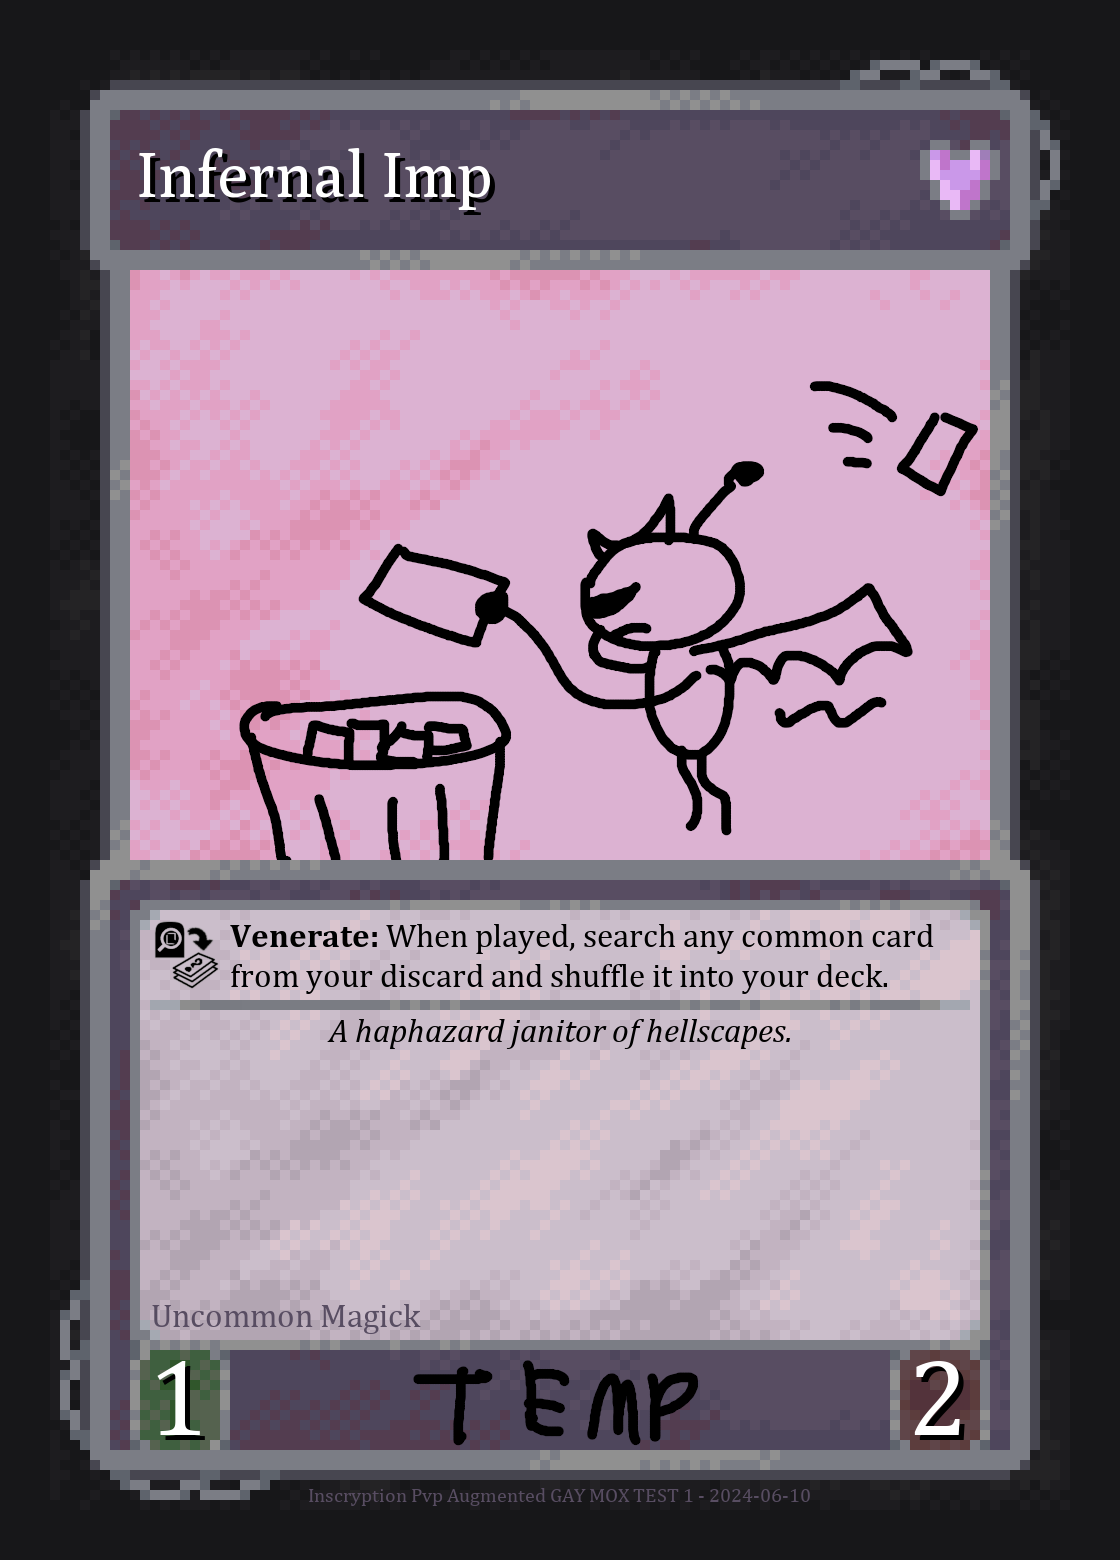 Infernal Imp
Venerate: When played, search any common card
from your discard and shuffle it into your deck.
A haphazard janitor of hellscapes.
Uncommon Magick
1 TEMP 2
Inscryption Pvp Augmented GAY MOX TEST 1 - 2024-06-10